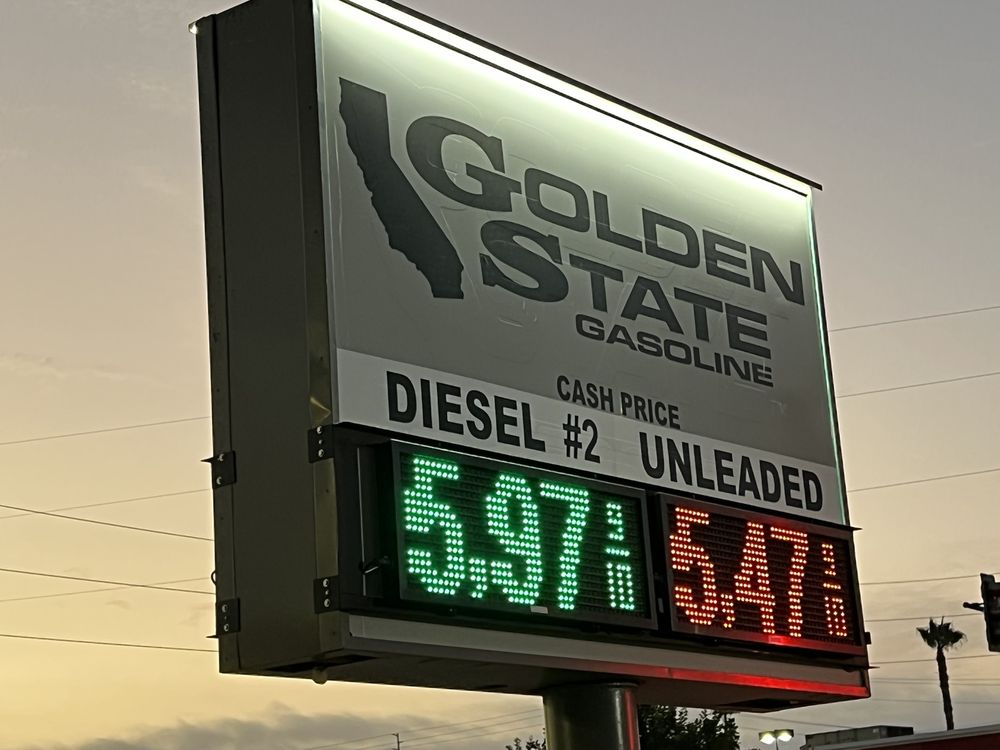 GOLDEN
STATE
GASOLINE
CASH PRICE
DIESEL #2 UNLEADED
5.97 9/10 5.47 9/10